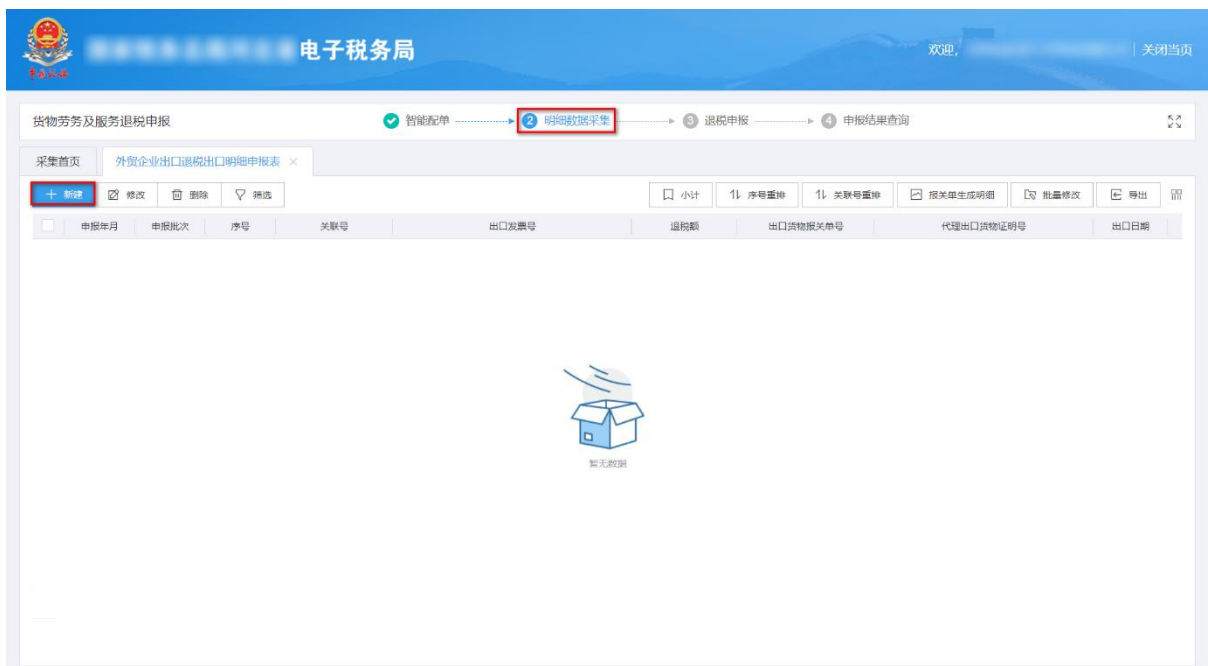 电子税务局
欢迎,
关闭当页
货物劳务及服务退税申报
智能配单
2 明细数据采集
3 退税申报
4 申报结果查询
采集首页
外贸企业出口退税出口明细申报表 ×
+ 新建
修改
删除
筛选
小计
序号重排
关联号重排
报关单生成明细
批量修改
导出
申报年月
申报批次
序号
关联号
出口发票号
退税额
出口货物报关单号
代理出口货物证明号
出口日期
暂无数据